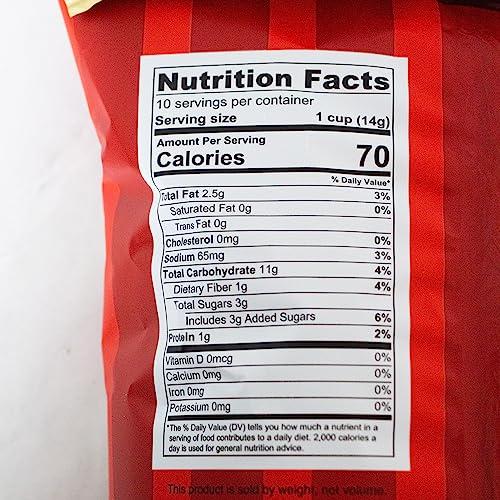 Nutrition Facts
10 servings per container
Serving size 1 cup (14g)
Amount Per Serving
Calories 70
% Daily Value*
Total Fat 2.5g 3%
Saturated Fat 0g 0%
Trans Fat 0g
Cholesterol 0mg 0%
Sodium 65mg 3%
Total Carbohydrate 11g 4%
Dietary Fiber 1g 4%
Total Sugars 3g
Includes 3g Added Sugars 6%
Protein 1g 2%
Vitamin D 0mcg 0%
Calcium 0mg 0%
Iron 0mg 0%
Potassium 0mg 0%
*The % Daily Value (DV) tells you how much a nutrient in a
serving of food contributes to a daily diet. 2,000 calories a
day is used for general nutrition advice.
This product is sold by weight, not volume.